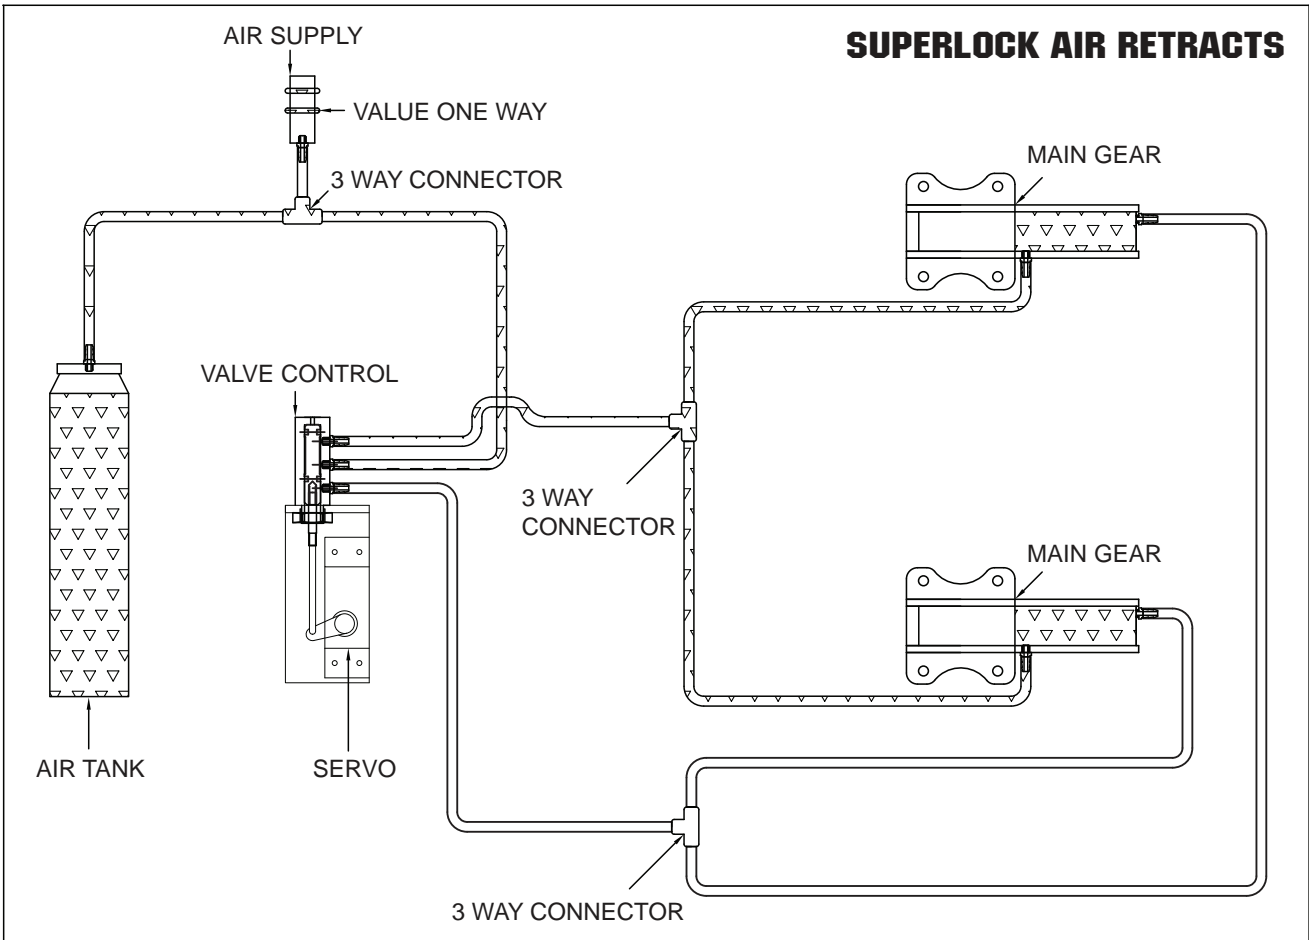 SUPERLOCK AIR RETRACTS
AIR SUPPLY
VALUE ONE WAY
3 WAY CONNECTOR
MAIN GEAR
VALVE CONTROL
3 WAY
CONNECTOR
MAIN GEAR
AIR TANK
SERVO
3 WAY CONNECTOR